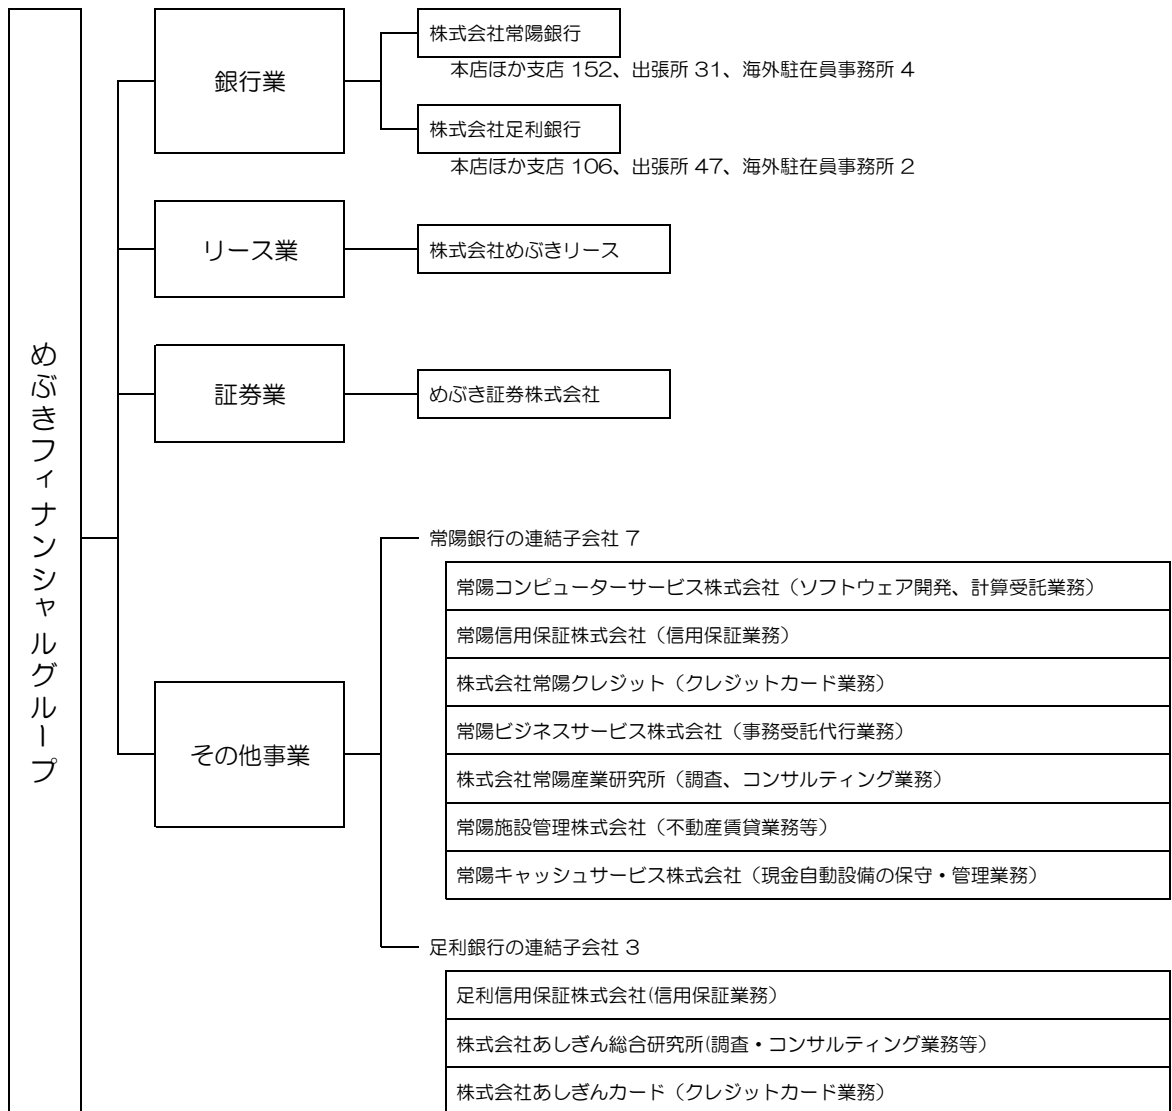 めぶきフィナンシャルグループ
銀行業
株式会社常陽銀行
本店ほか支店 152、出張所 31、海外駐在員事務所 4
株式会社足利銀行
本店ほか支店 106、出張所 47、海外駐在員事務所 2
リース業
株式会社めぶきリース
証券業
めぶき証券株式会社
その他事業
常陽銀行の連結子会社 7
常陽コンピューターサービス株式会社（ソフトウェア開発、計算受託業務）
常陽信用保証株式会社（信用保証業務）
株式会社常陽クレジット（クレジットカード業務）
常陽ビジネスサービス株式会社（事務受託代行業務）
株式会社常陽産業研究所（調査、コンサルティング業務）
常陽施設管理株式会社（不動産賃貸業務等）
常陽キャッシュサービス株式会社（現金自動設備の保守・管理業務）
足利銀行の連結子会社 3
足利信用保証株式会社(信用保証業務）
株式会社あしぎん総合研究所(調査・コンサルティング業務等）
株式会社あしぎんカード（クレジットカード業務）